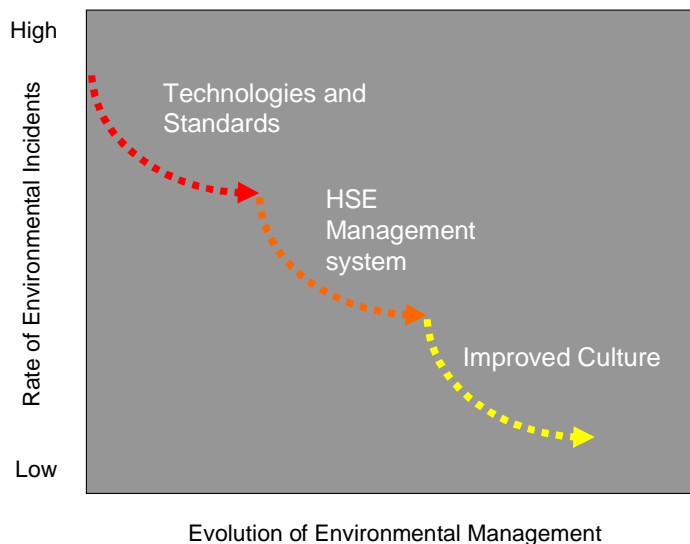 High
Technologies and
Standards
HSE
Management
system
Improved Culture
Rate of Environmental Incidents
Low
Evolution of Environmental Management